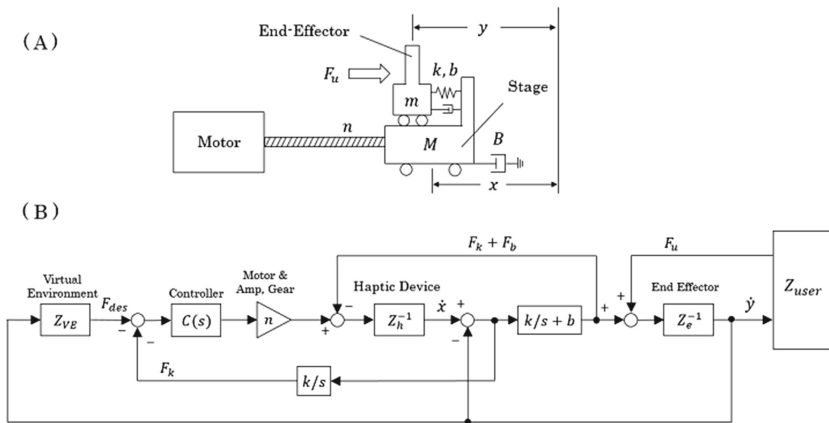 (A)
End-Effector
y
F_u
k, b
Stage
m
n
B
Motor
M
x
(B)
F_k + F_b
F_u
Virtual
Environment
F_des
Controller
Motor &
Amp, Gear
Haptic Device
End Effector
Z_user
Z_VE
−
−
C(s)
n
+
−
Z_h^{-1}
ẋ
+
−
k/s + b
+
+
Z_e^{-1}
ẏ
F_k
k/s